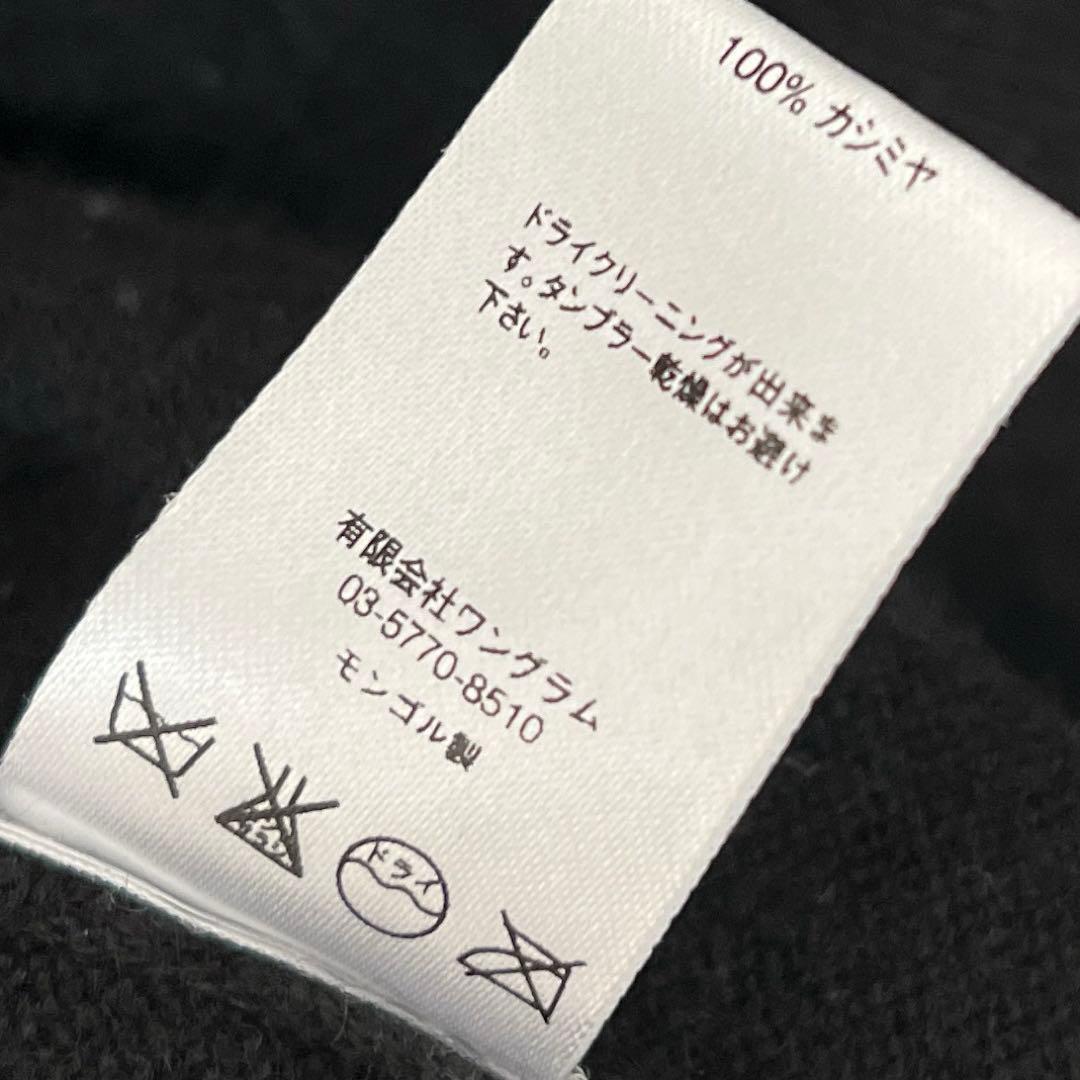 100% カシミヤ
ドライクリーニングが出来ま
す。タンブラー乾燥はお避け
下さい。
有限会社ワングラム
03-5770-8510
モンゴル製
ドライ